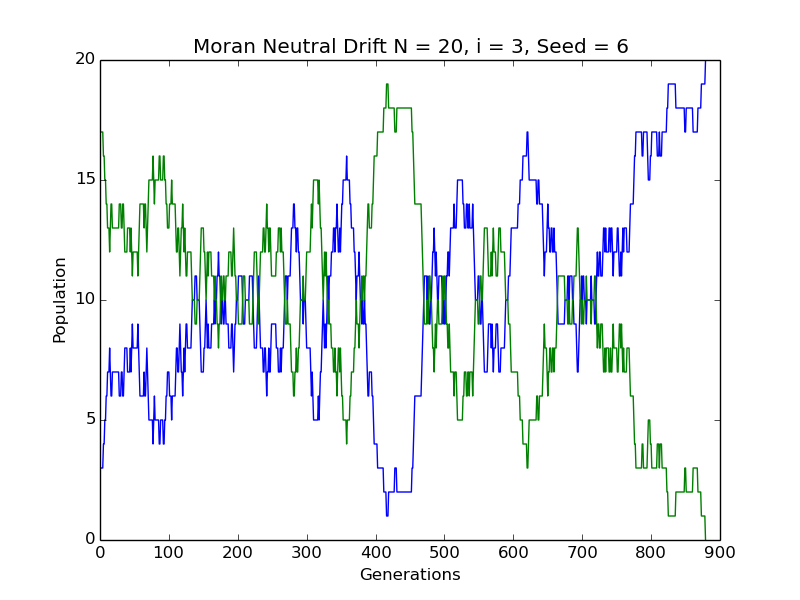 Moran Neutral Drift N = 20, i = 3, Seed = 6
20
15
10
5
0
Population
0 100 200 300 400 500 600 700 800 900
Generations